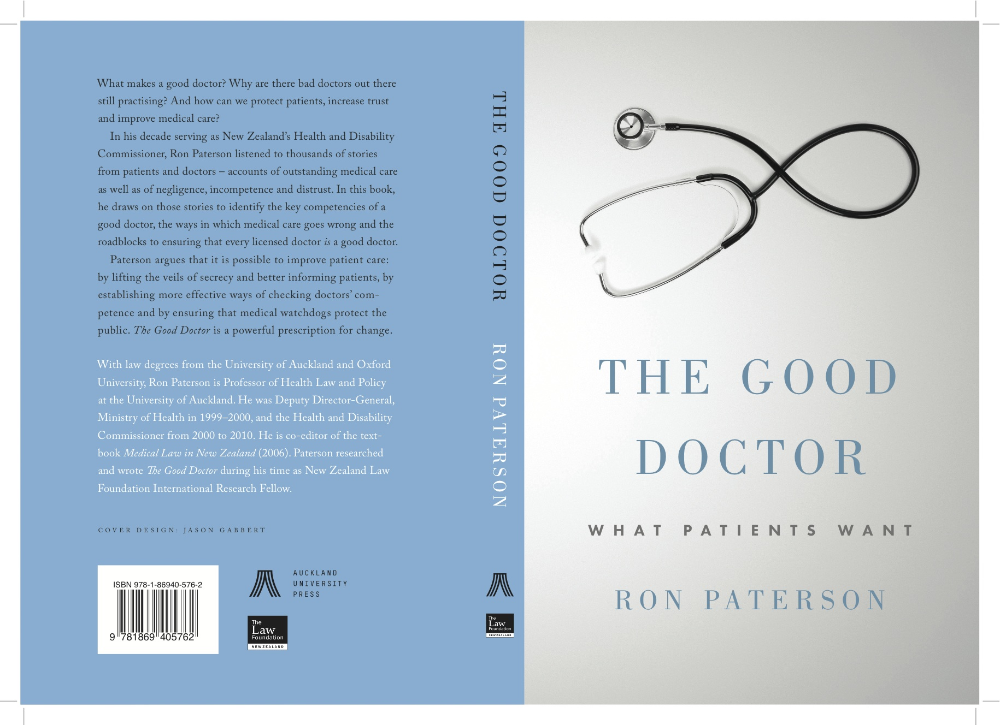 What makes a good doctor? Why are there bad doctors out there
still practising? And how can we protect patients, increase trust
and improve medical care?
In his decade serving as New Zealand’s Health and Disability
Commissioner, Ron Paterson listened to thousands of stories
from patients and doctors – accounts of outstanding medical care
as well as of negligence, incompetence and distrust. In this book,
he draws on those stories to identify the key competencies of a
good doctor, the ways in which medical care goes wrong and the
roadblocks to ensuring that every licensed doctor is a good doctor.
Paterson argues that it is possible to improve patient care:
by lifting the veils of secrecy and better informing patients, by
establishing more effective ways of checking doctors’ com-
petence and by ensuring that medical watchdogs protect the
public. The Good Doctor is a powerful prescription for change.
With law degrees from the University of Auckland and Oxford
University, Ron Paterson is Professor of Health Law and Policy
at the University of Auckland. He was Deputy Director-General,
Ministry of Health in 1999–2000, and the Health and Disability
Commissioner from 2000 to 2010. He is co-editor of the text-
book Medical Law in New Zealand (2006). Paterson researched
and wrote The Good Doctor during his time as New Zealand Law
Foundation International Research Fellow.
COVER DESIGN: JASON GABBERT
ISBN 978-1-86940-576-2
9 781869 405762
AUCKLAND
UNIVERSITY
PRESS
The
Law
Foundation
NEWZEALAND
THE GOOD DOCTOR RON PATERSON
The
Law
Foundation
NEWZEALAND
THE GOOD
DOCTOR
WHAT PATIENTS WANT
RON PATERSON